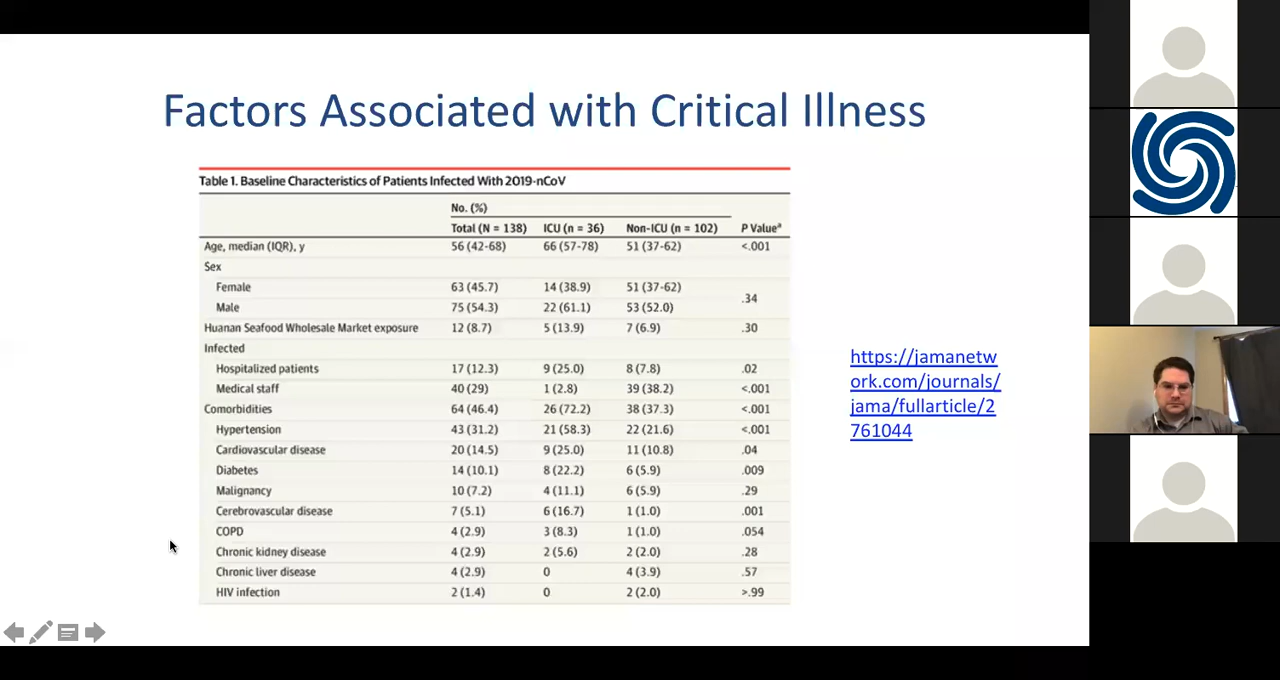 Factors Associated with Critical Illness
Table 1. Baseline Characteristics of Patients Infected With 2019-nCoV
No. (%)
Total (N = 138) ICU (n = 36) Non-ICU (n = 102) P Valueª
Age, median (IQR), y 56 (42-68) 66 (57-78) 51 (37-62) <.001
Sex
Female 63 (45.7) 14 (38.9) 51 (37-62)
.34
Male 75 (54.3) 22 (61.1) 53 (52.0)
Huanan Seafood Wholesale Market exposure 12 (8.7) 5 (13.9) 7 (6.9) .30
Infected
Hospitalized patients 17 (12.3) 9 (25.0) 8 (7.8) .02
Medical staff 40 (29) 1 (2.8) 39 (38.2) <.001
Comorbidities 64 (46.4) 26 (72.2) 38 (37.3) <.001
Hypertension 43 (31.2) 21 (58.3) 22 (21.6) <.001
Cardiovascular disease 20 (14.5) 9 (25.0) 11 (10.8) .04
Diabetes 14 (10.1) 8 (22.2) 6 (5.9) .009
Malignancy 10 (7.2) 4 (11.1) 6 (5.9) .29
Cerebrovascular disease 7 (5.1) 6 (16.7) 1 (1.0) .001
COPD 4 (2.9) 3 (8.3) 1 (1.0) .054
Chronic kidney disease 4 (2.9) 2 (5.6) 2 (2.0) .28
Chronic liver disease 4 (2.9) 0 4 (3.9) .57
HIV infection 2 (1.4) 0 2 (2.0) >.99
https://jamanetw
ork.com/journals/
jama/fullarticle/2
761044